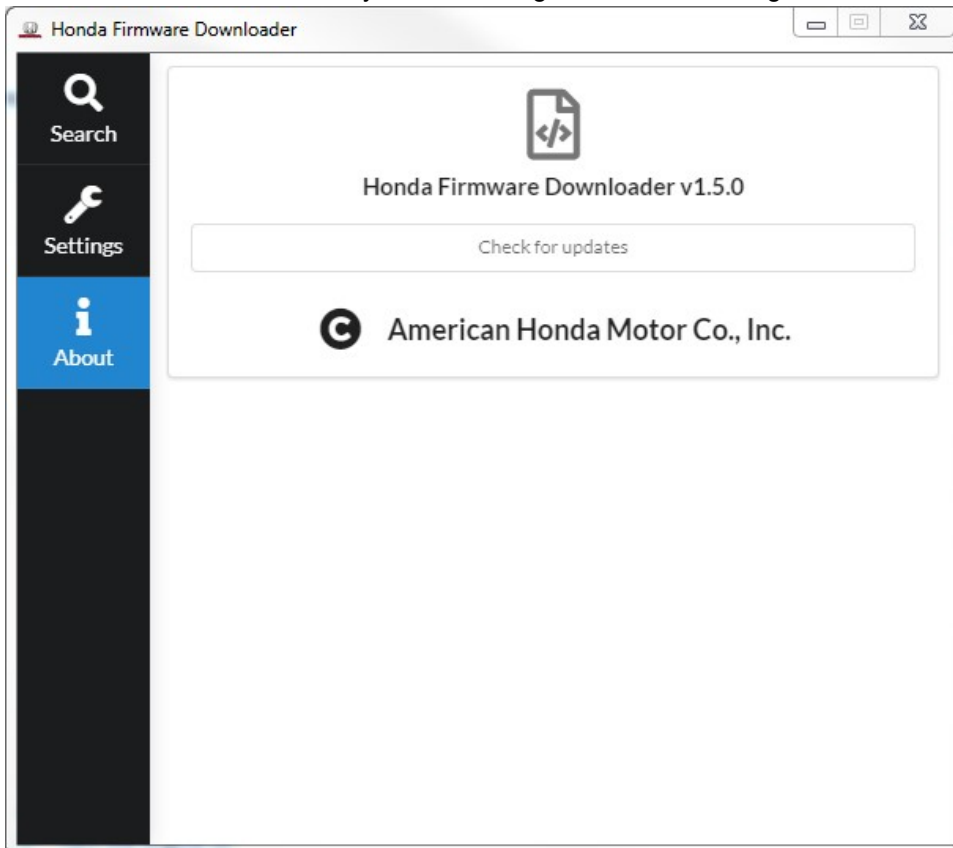 Honda Firmware Downloader
Search
Settings
About
</>
Honda Firmware Downloader v1.5.0
Check for updates
C American Honda Motor Co., Inc.